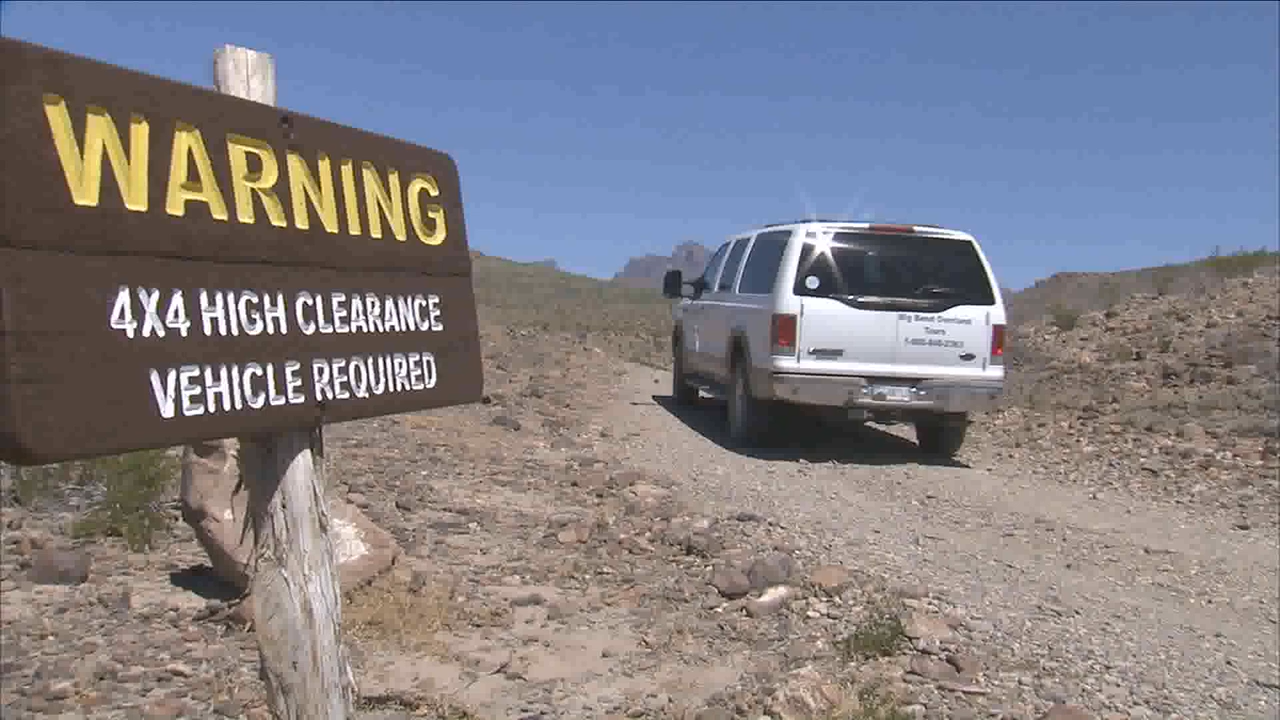 WARNING
4X4 HIGH CLEARANCE
VEHICLE REQUIRED
Big Bend Overland
Tours